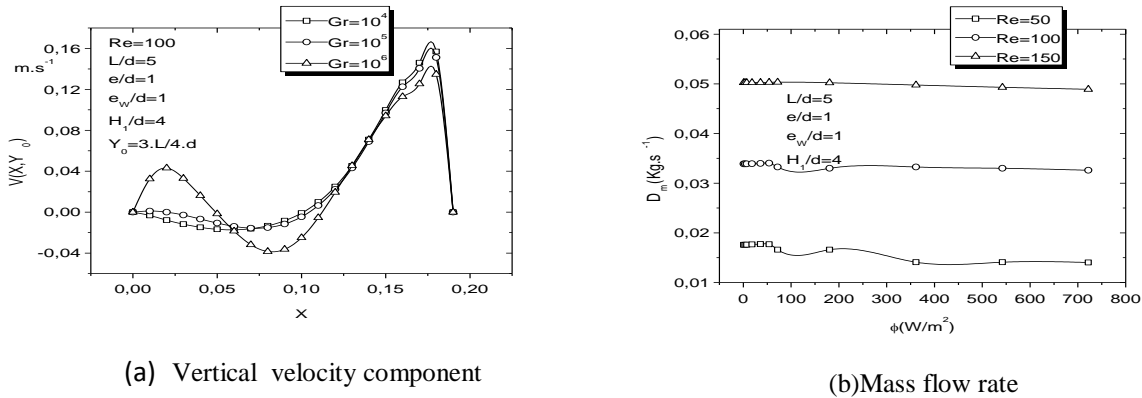 Gr=10⁴
Gr=10⁵
Gr=10⁶
Re=100
L/d=5
e/d=1
e_W/d=1
H_1/d=4
Y_o=3.L/4.d
m.s⁻¹
V(X,Y_0)
0,16
0,12
0,08
0,04
0,00
-0,04
0,00
0,05
0,10
0,15
0,20
X
(a) Vertical velocity component
Re=50
Re=100
Re=150
L/d=5
e/d=1
e_W/d=1
H_1/d=4
D_m(Kg.s⁻¹)
0,06
0,05
0,04
0,03
0,02
0,01
0
100
200
300
400
500
600
700
800
ϕ(W/m²)
(b)Mass flow rate